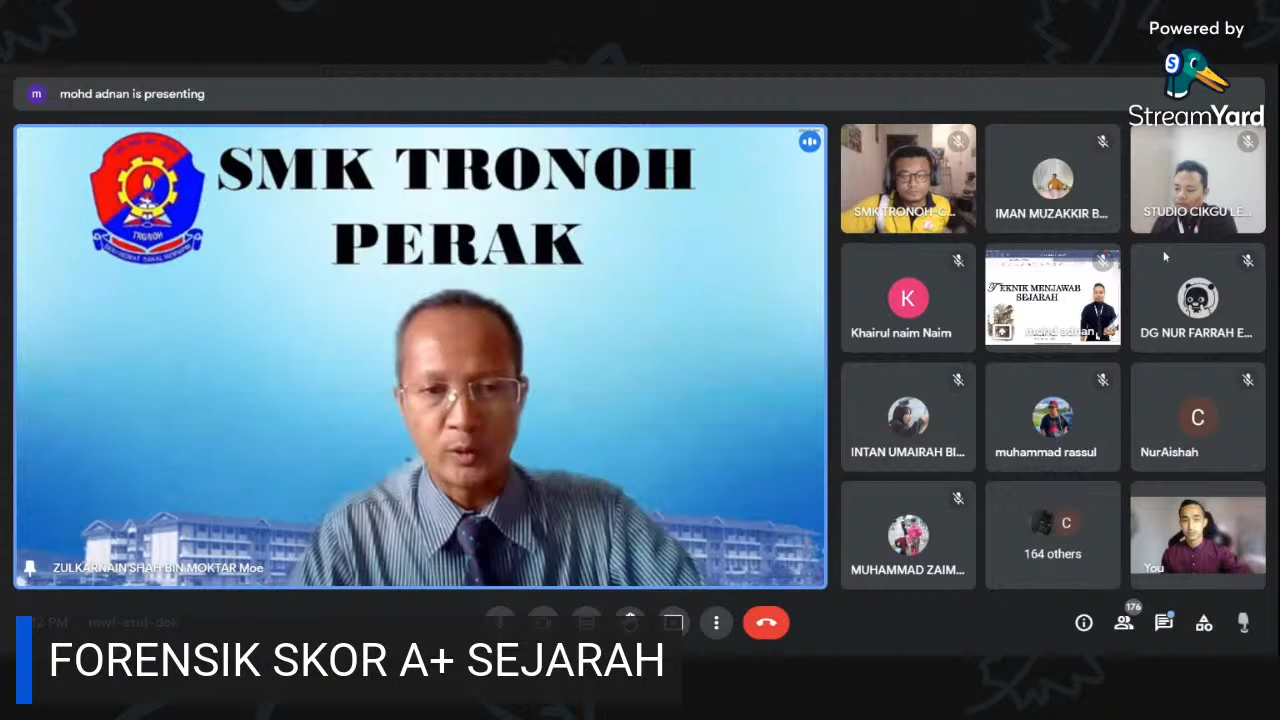 Powered by
StreamYard
m
mohd adnan is presenting
SMK TRONOH
PERAK
TRONOH
ZULKARNAIN SHAH BIN MOKTAR Moe
SMK TRONOH-C...
IMAN MUZAKKIR B...
STUDIO CIKGU LE...
K
Khairul naim Naim
TEKNIK MENJAWAB
SEJARAH
mohd adnan
DG NUR FARRAH E...
INTAN UMAIRAH BI...
muhammad rassul
C
NurAishah
MUHAMMAD ZAIM...
C
164 others
You
PM
176
FORENSIK SKOR A+ SEJARAH